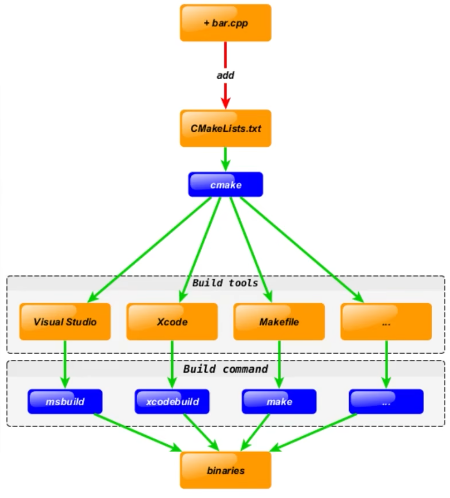 + bar.cpp
add
CMakeLists.txt
cmake
Build tools
Visual Studio
Xcode
Makefile
...
Build command
msbuild
xcodebuild
make
...
binaries